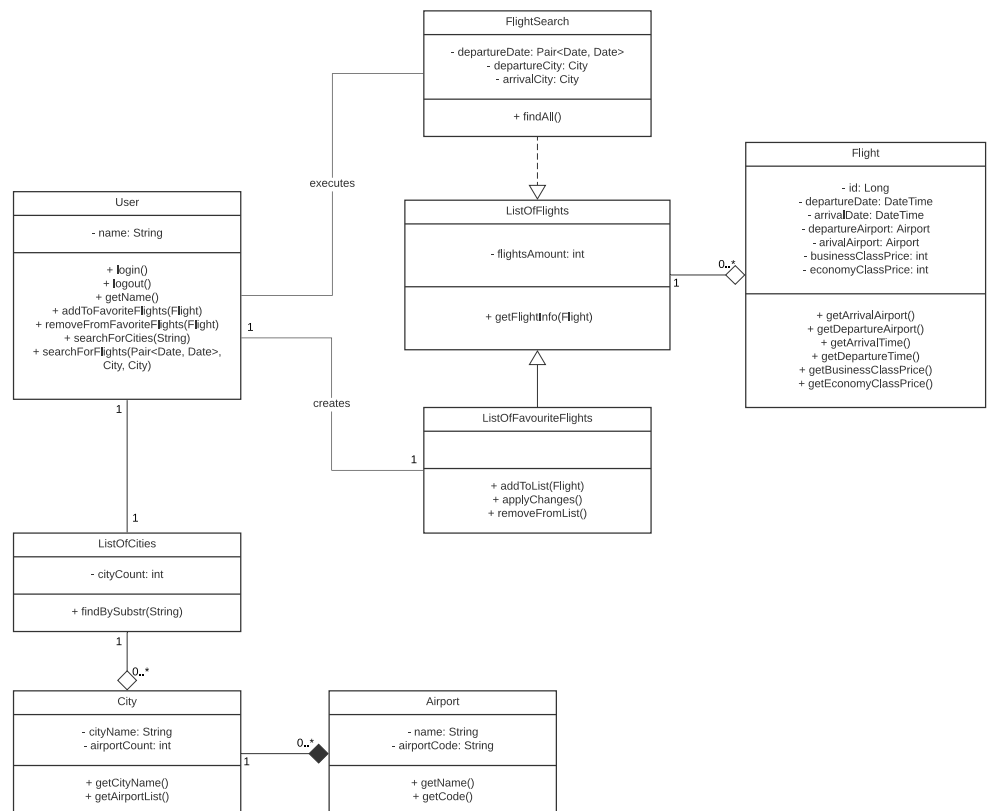 FlightSearch
- departureDate: Pair<Date, Date>
- departureCity: City
- arrivalCity: City
+ findAll()
executes
Flight
- id: Long
- departureDate: DateTime
- arrivalDate: DateTime
- departureAirport: Airport
- arivalAirport: Airport
- businessClassPrice: int
- economyClassPrice: int
+ getArrivalAirport()
+ getDepartureAirport()
+ getArrivalTime()
+ getDepartureTime()
+ getBusinessClassPrice()
+ getEconomyClassPrice()
User
- name: String
+ login()
+ logout()
+ getName()
+ addToFavoriteFlights(Flight)
+ removeFromFavoriteFlights(Flight)
+ searchForCities(String)
+ searchForFlights(Pair<Date, Date>,
City, City)
ListOfFlights
- flightsAmount: int
+ getFlightInfo(Flight)
1
0..*
1
creates
1
ListOfFavouriteFlights
+ addToList(Flight)
+ applyChanges()
+ removeFromList()
1
1
ListOfCities
- cityCount: int
+ findBySubstr(String)
1
0..*
City
- cityName: String
- airportCount: int
+ getCityName()
+ getAirportList()
1
0..*
Airport
- name: String
- airportCode: String
+ getName()
+ getCode()